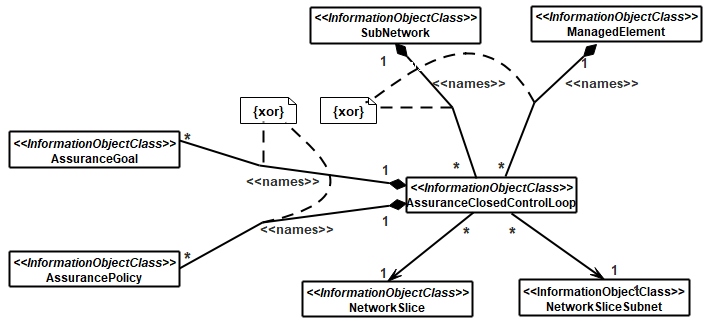 <<InformationObjectClass>>
SubNetwork
<<InformationObjectClass>>
ManagedElement
1
1
<<names>>
<<names>>
{xor}
{xor}
<<InformationObjectClass>>
AssuranceGoal
*
1
<<names>>
*
*
<<InformationObjectClass>>
AssuranceClosedControlLoop
1
<<names>>
*
*
*
<<InformationObjectClass>>
AssurancePolicy
1
1
<<InformationObjectClass>>
NetworkSlice
<<InformationObjectClass>>
1
NetworkSliceSubnet